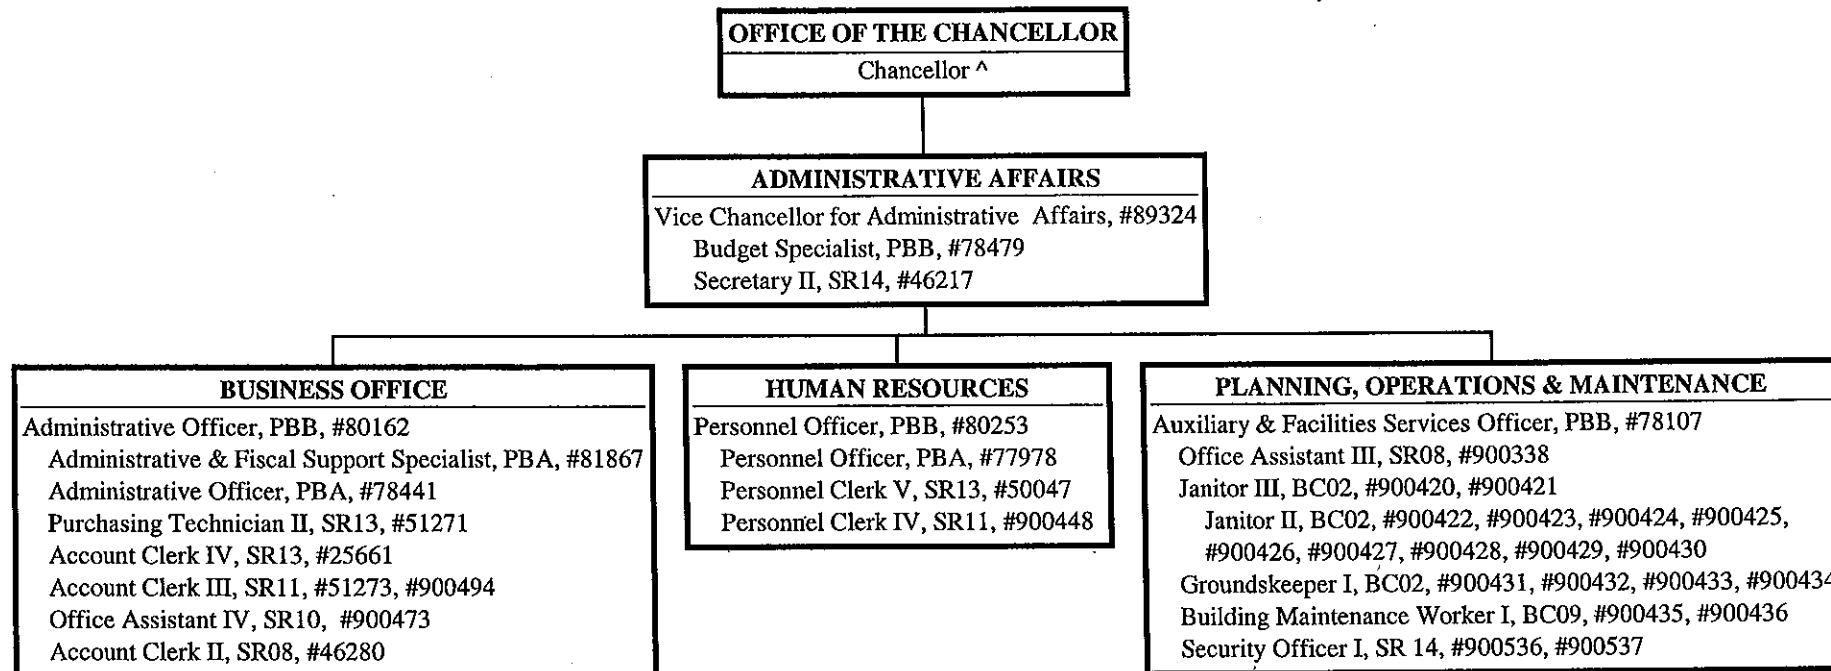 OFFICE OF THE CHANCELLOR
Chancellor ^
ADMINISTRATIVE AFFAIRS
Vice Chancellor for Administrative Affairs, #89324
Budget Specialist, PBB, #78479
Secretary II, SR14, #46217
BUSINESS OFFICE
Administrative Officer, PBB, #80162
Administrative & Fiscal Support Specialist, PBA, #81867
Administrative Officer, PBA, #78441
Purchasing Technician II, SR13, #51271
Account Clerk IV, SR13, #25661
Account Clerk III, SR11, #51273, #900494
Office Assistant IV, SR10, #900473
Account Clerk II, SR08, #46280
HUMAN RESOURCES
Personnel Officer, PBB, #80253
Personnel Officer, PBA, #77978
Personnel Clerk V, SR13, #50047
Personnel Clerk IV, SR11, #900448
PLANNING, OPERATIONS & MAINTENANCE
Auxiliary & Facilities Services Officer, PBB, #78107
Office Assistant III, SR08, #900338
Janitor III, BC02, #900420, #900421
Janitor II, BC02, #900422, #900423, #900424, #900425,
#900426, #900427, #900428, #900429, #900430
Groundskeeper I, BC02, #900431, #900432, #900433, #900434
Building Maintenance Worker I, BC09, #900435, #900436
Security Officer I, SR 14, #900536, #900537